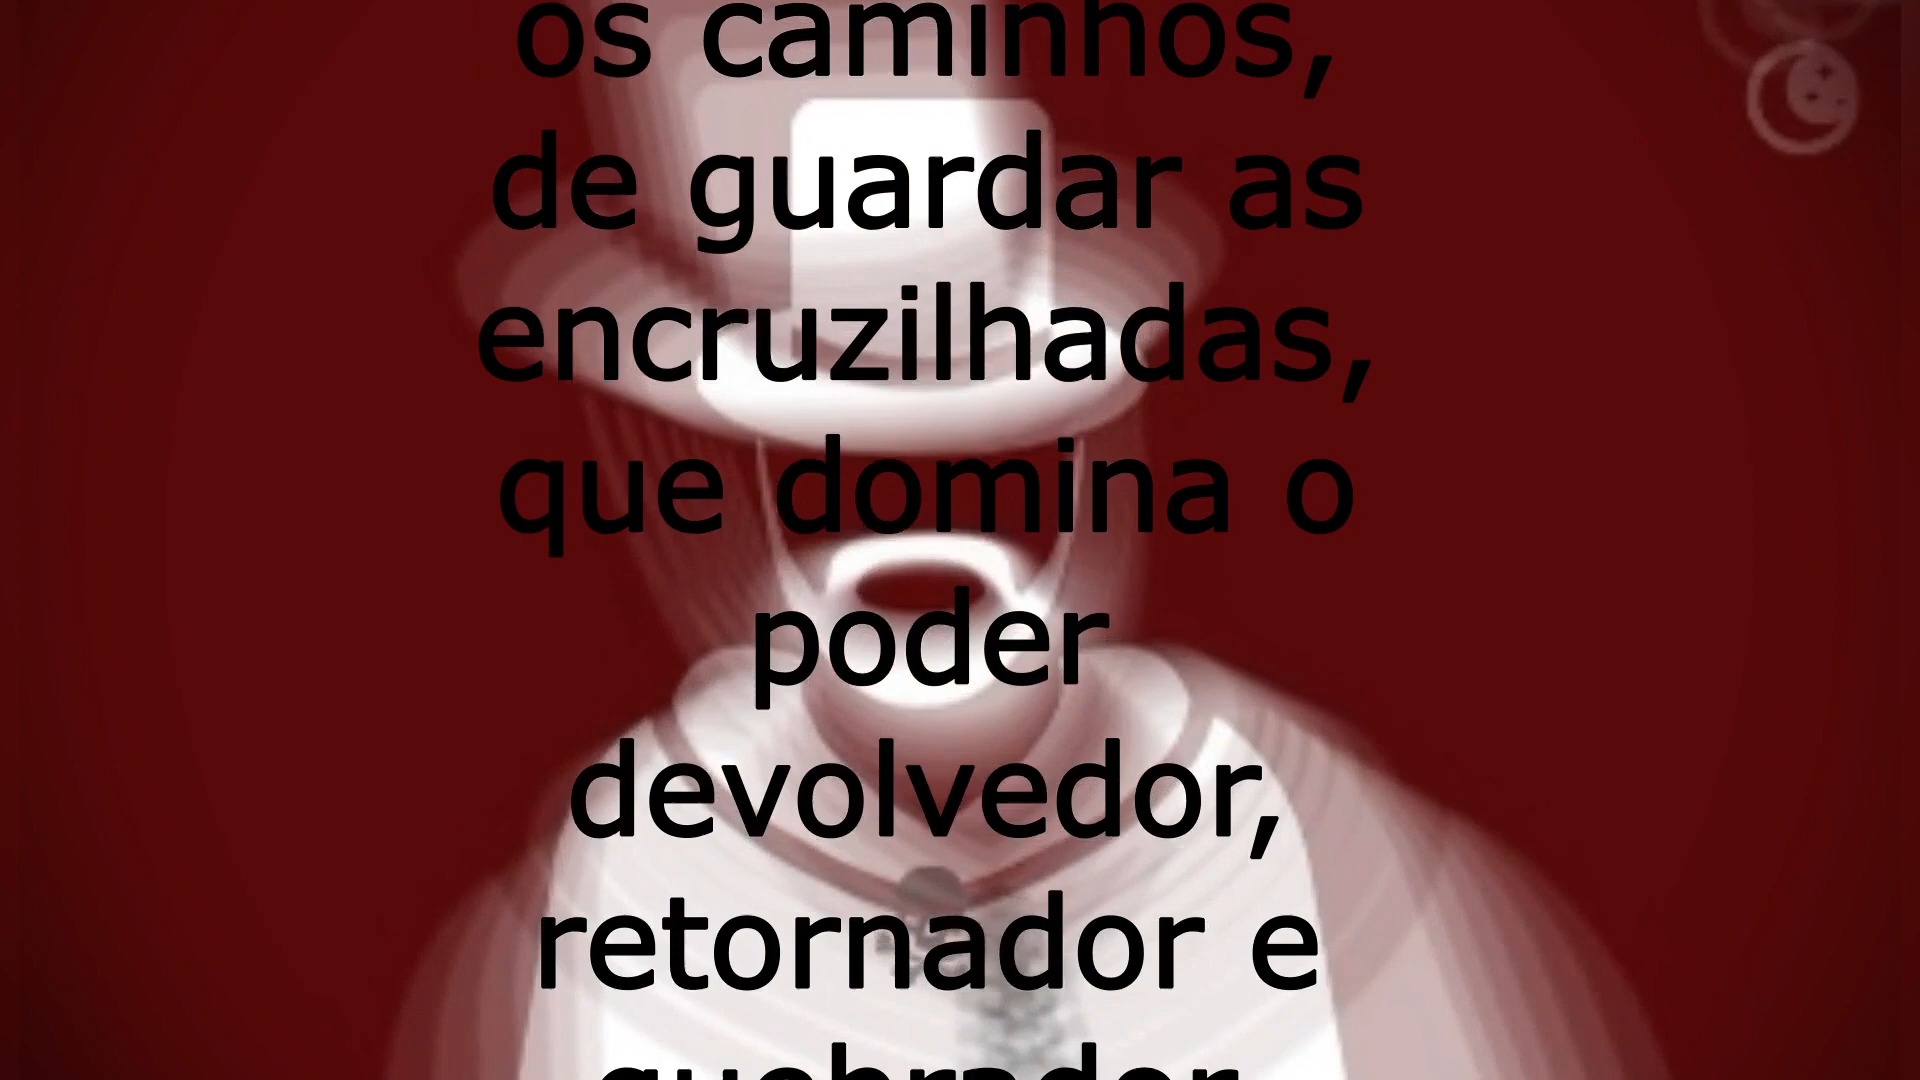 os caminhos,
de guardar as
encruzilhadas,
que domina o
poder
devolvedor,
retornador e
quebrador